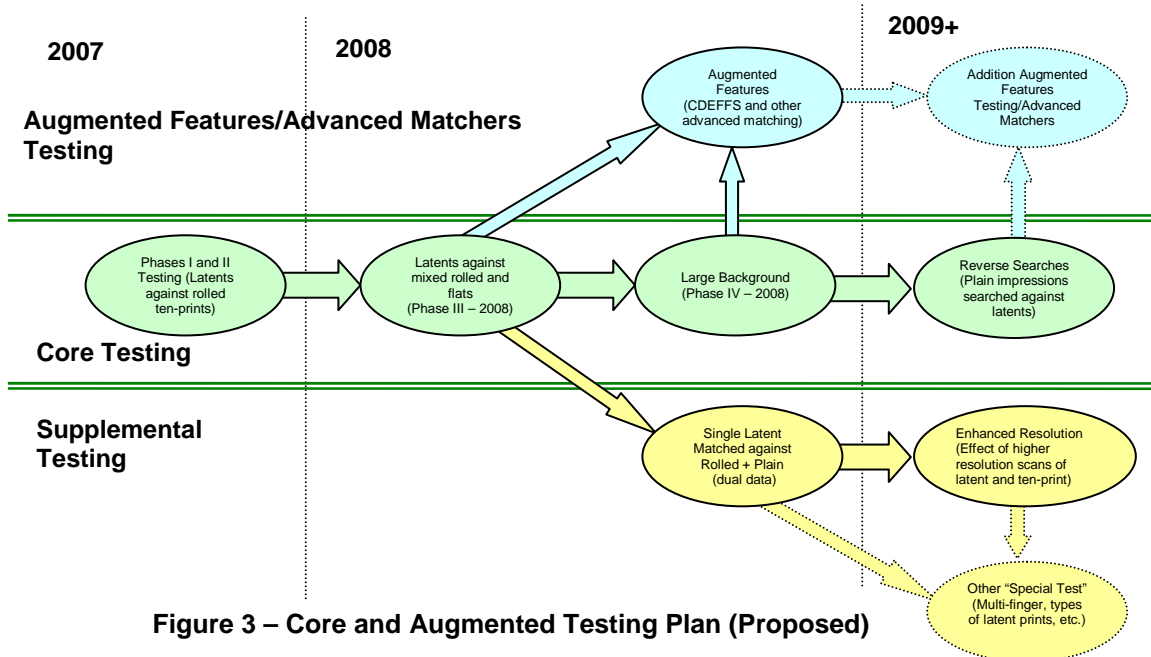 2007
2008
2009+
Augmented
Features
(CDEFFS and other
advanced matching)
Addition Augmented
Features
Testing/Advanced
Matchers
Augmented Features/Advanced Matchers
Testing
Phases I and II
Testing (Latents
against rolled
ten-prints)
Latents against
mixed rolled and
flats
(Phase III – 2008)
Large Background
(Phase IV – 2008)
Reverse Searches
(Plain impressions
searched against
latents)
Core Testing
Supplemental
Testing
Single Latent
Matched against
Rolled + Plain
(dual data)
Enhanced Resolution
(Effect of higher
resolution scans of
latent and ten-print)
Other “Special Test”
(Multi-finger, types
of latent prints, etc.)
Figure 3 – Core and Augmented Testing Plan (Proposed)